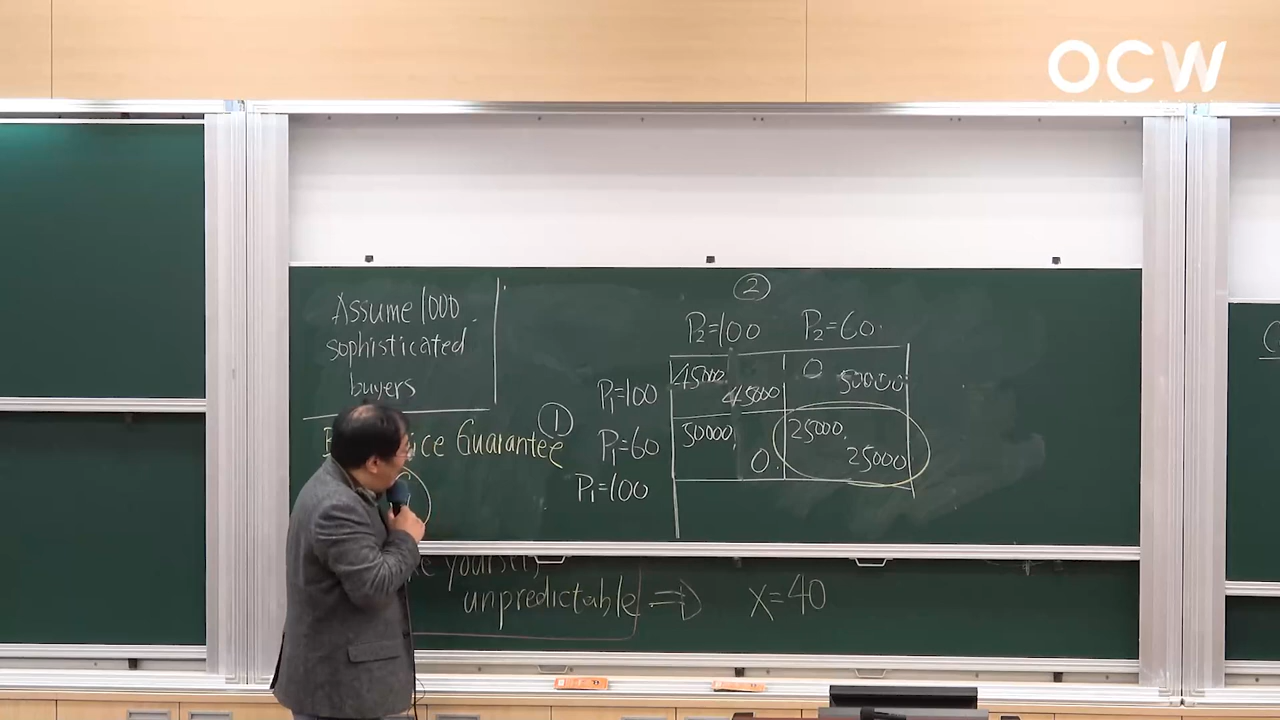 OCW
Assume 1000
sophisticated
buyers
Guarantee
①
②
P2=100 P2=60
P1=100
P1=60
P1=100
45000, 45000
0 50000
50000, 0
25000, 25000
unpredictable ⇒ x=40